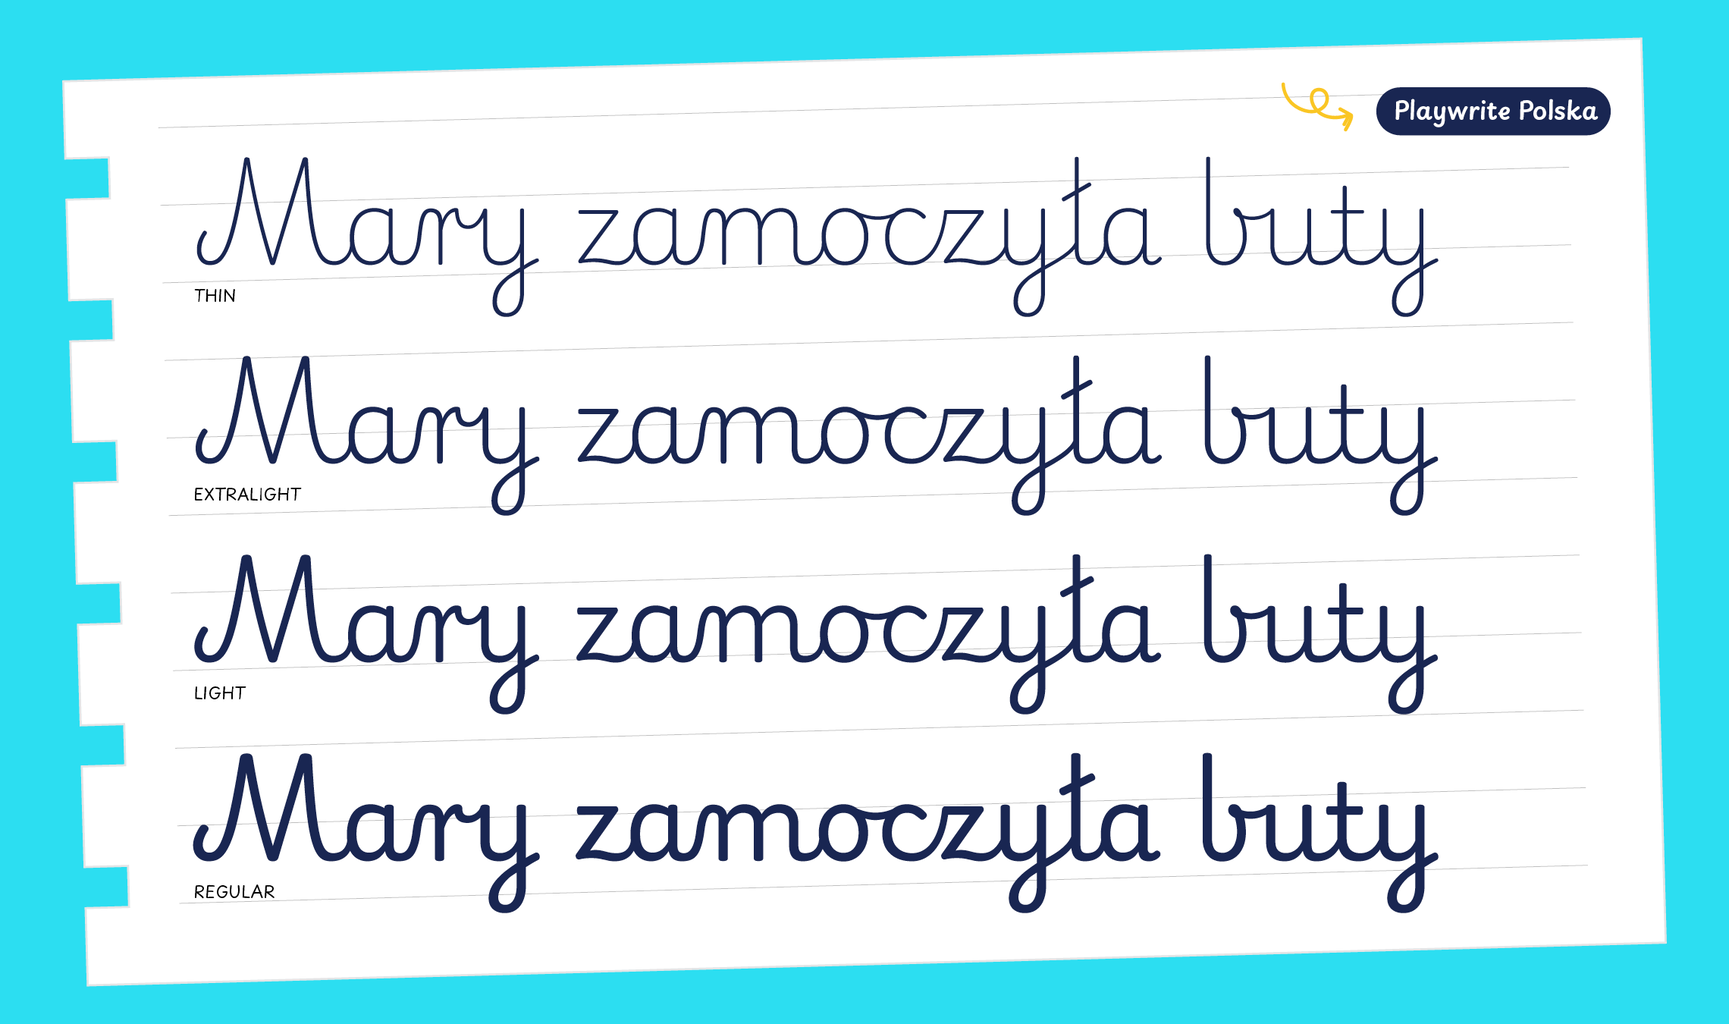 Playwrite Polska
Mary zamoczyła buty
THIN
Mary zamoczyła buty
EXTRALIGHT
Mary zamoczyła buty
LIGHT
Mary zamoczyła buty
REGULAR